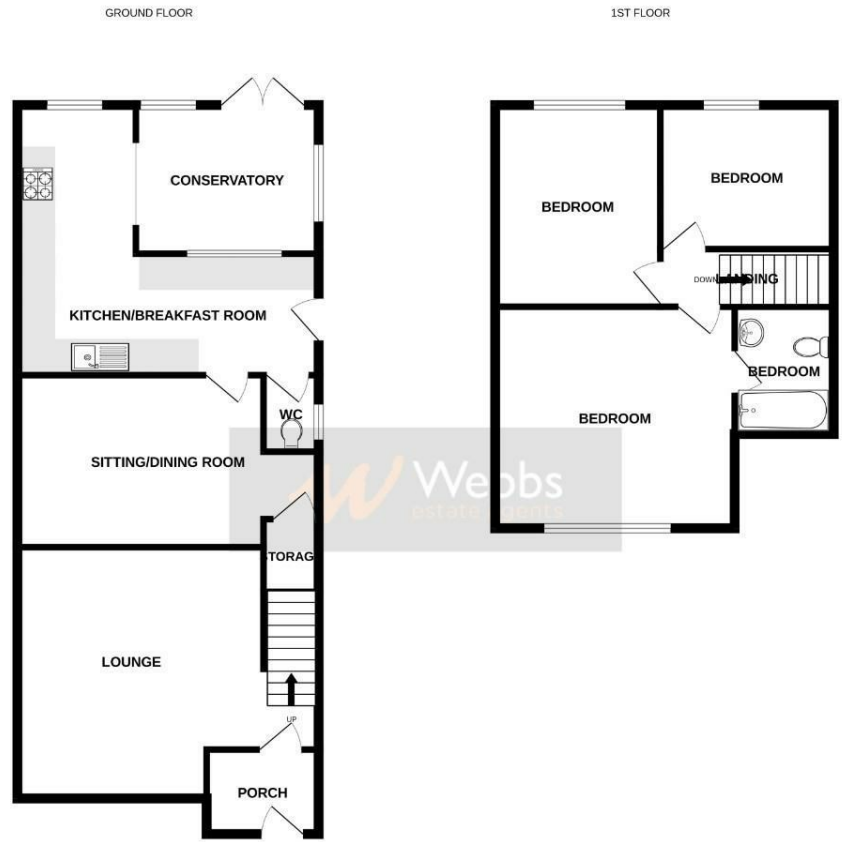 GROUND FLOOR
1ST FLOOR
CONSERVATORY
KITCHEN/BREAKFAST ROOM
WC
SITTING/DINING ROOM
STORAG
LOUNGE
UP
PORCH
BEDROOM
BEDROOM
DOWN
LANDING
BEDROOM
BEDROOM
Webbs
estate agents